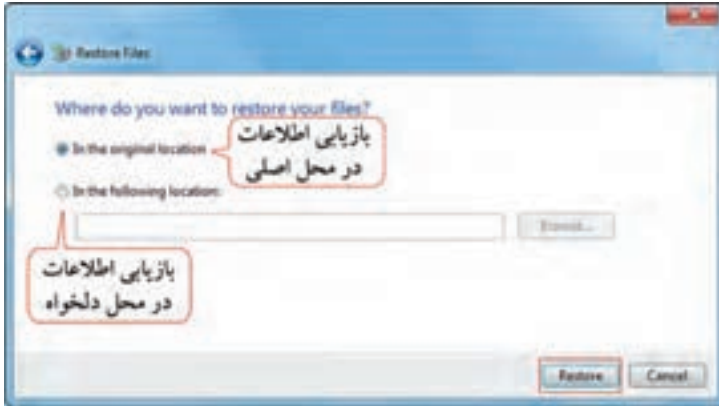 Restore Files
Where do you want to restore your files?
In the original location
بازیابی اطلاعات
در محل اصلی
In the following location:
Browse...
بازیابی اطلاعات
در محل دلخواه
Restore
Cancel